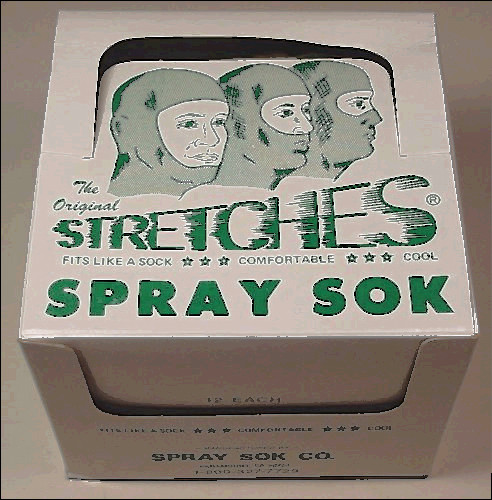 The
Original
STRETCHES®
FITS LIKE A SOCK ★ ★ ★ COMFORTABLE ★ ★ ★ COOL
SPRAY SOK
12 EACH
FITS LIKE A SOCK ★ ★ ★ COMFORTABLE ★ ★ ★ COOL
SPRAY SOK CO.